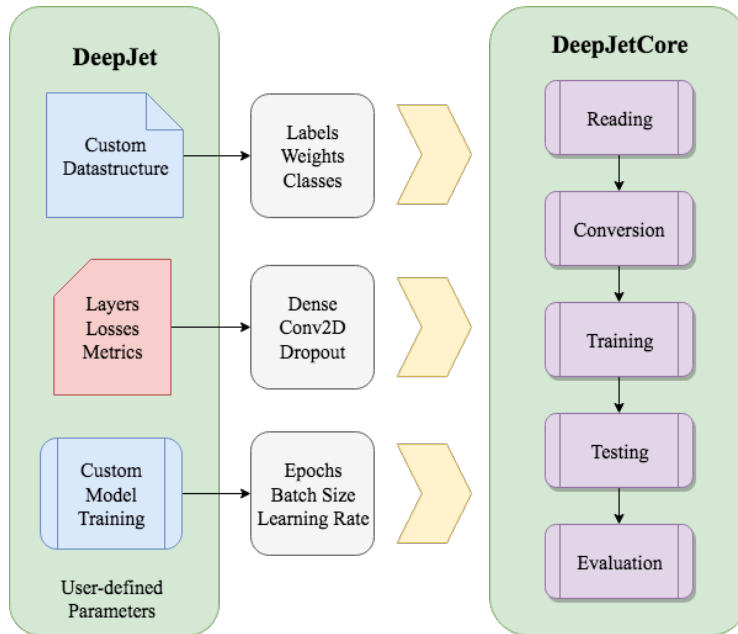 DeepJet
Custom
Datastructure
Layers
Losses
Metrics
Custom
Model
Training
User-defined
Parameters
Labels
Weights
Classes
Dense
Conv2D
Dropout
Epochs
Batch Size
Learning Rate
DeepJetCore
Reading
Conversion
Training
Testing
Evaluation